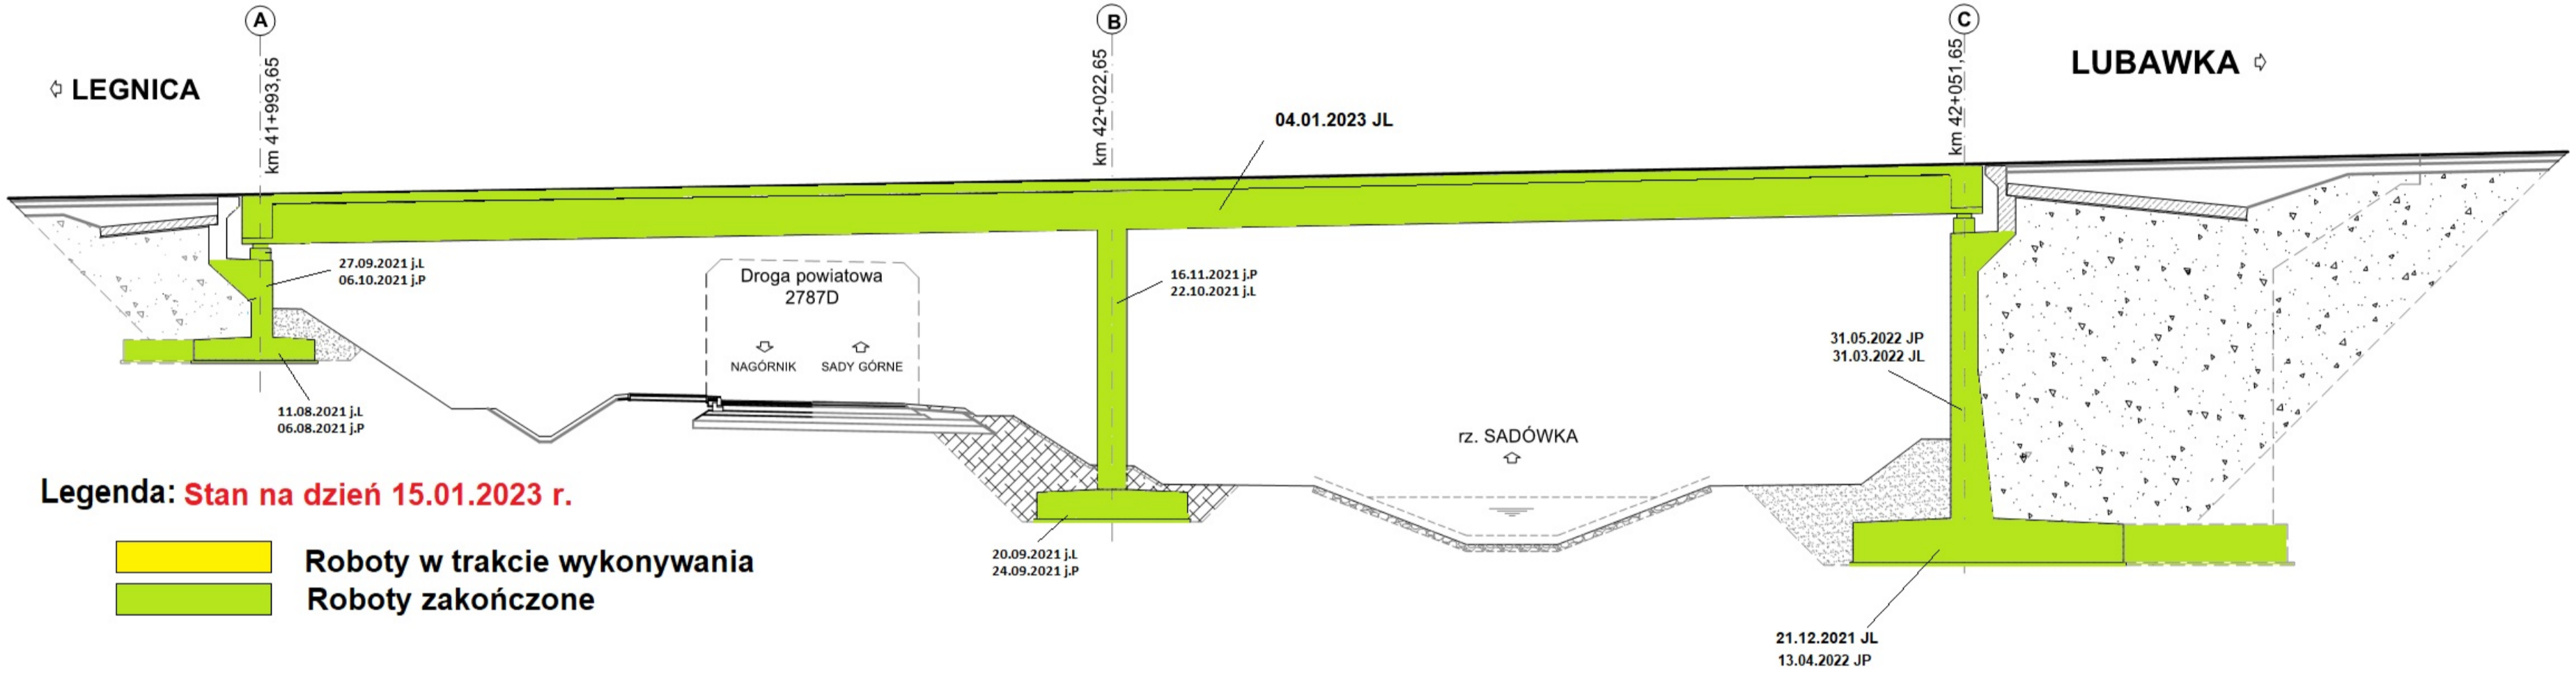 A
B
C
km 41+993,65
km 42+022,65
km 42+051,65
LEGNICA
LUBAWKA
04.01.2023 JL
27.09.2021 j.L
06.10.2021 j.P
Droga powiatowa
2787D
NAGÓRNIK SADY GÓRNE
16.11.2021 j.P
22.10.2021 j.L
31.05.2022 JP
31.03.2022 JL
11.08.2021 j.L
06.08.2021 j.P
rz. SADÓWKA
Legenda: Stan na dzień 15.01.2023 r.
Roboty w trakcie wykonywania
Roboty zakończone
20.09.2021 j.L
24.09.2021 j.P
21.12.2021 JL
13.04.2022 JP